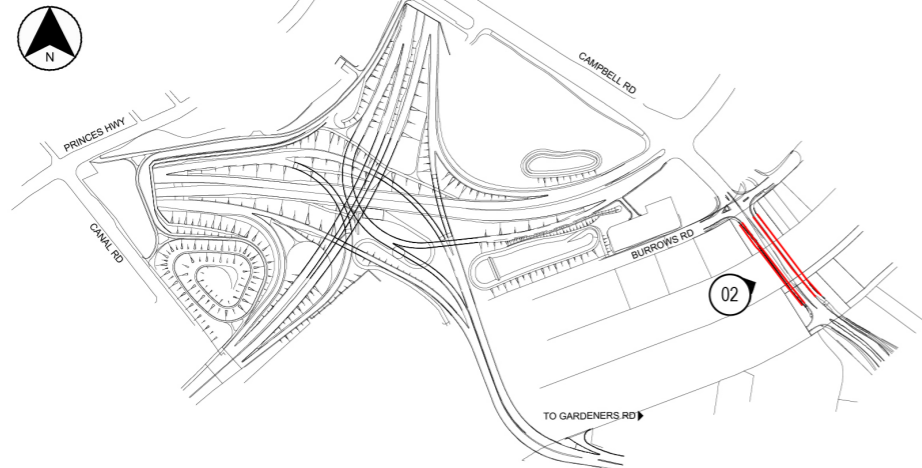 N
CAMPBELL RD
PRINCES HWY
CANAL RD
BURROWS RD
02
TO GARDENERS RD